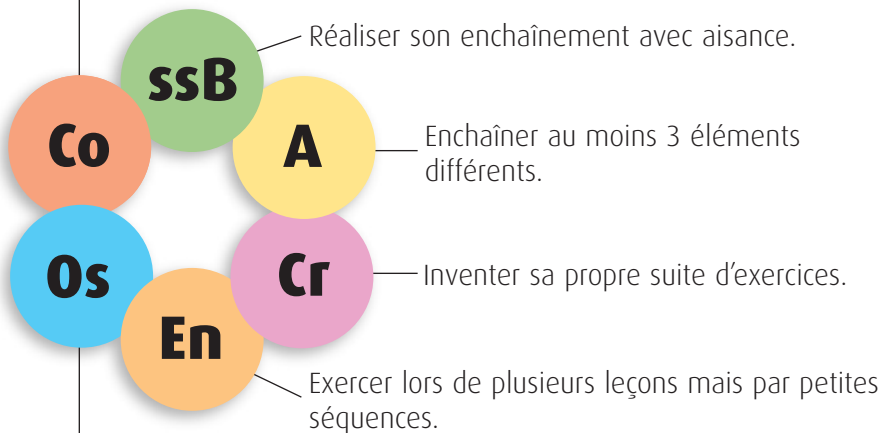 ssB
Réaliser son enchaînement avec aisance.
Co
A
Enchaîner au moins 3 éléments
différents.
Os
Cr
Inventer sa propre suite d'exercices.
En
Exercer lors de plusieurs leçons mais par petites
séquences.